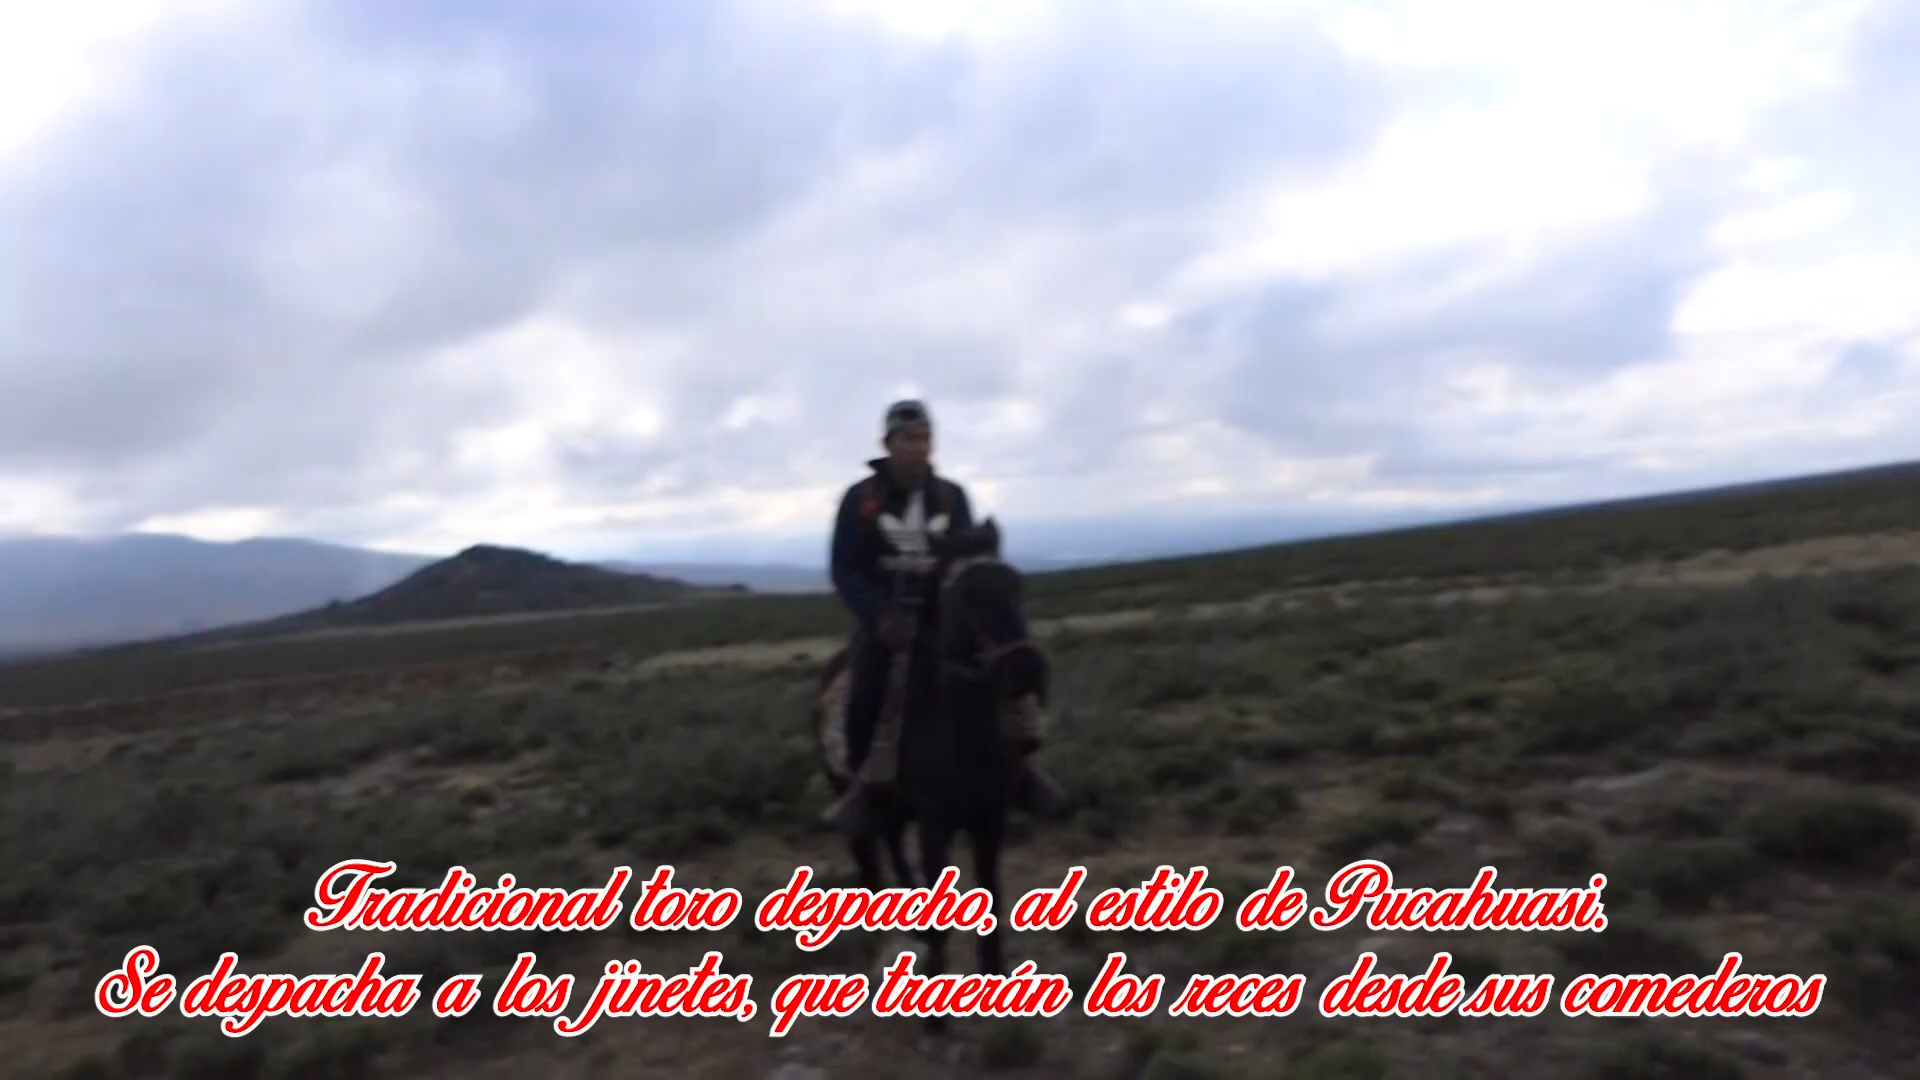 Tradicional toro despacho, al estilo de Pucahuasi.
Se despacha a los jinetes, que traerán los reces desde sus comederos